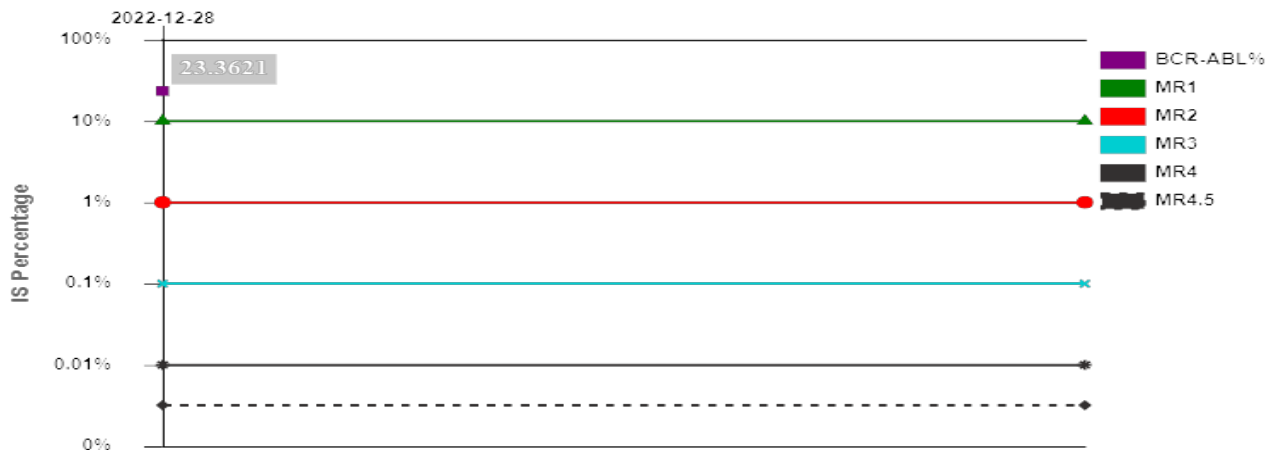 2022-12-28
100%
23.3621
10%
1%
0.1%
0.01%
0%
IS Percentage
BCR-ABL%
MR1
MR2
MR3
MR4
MR4.5